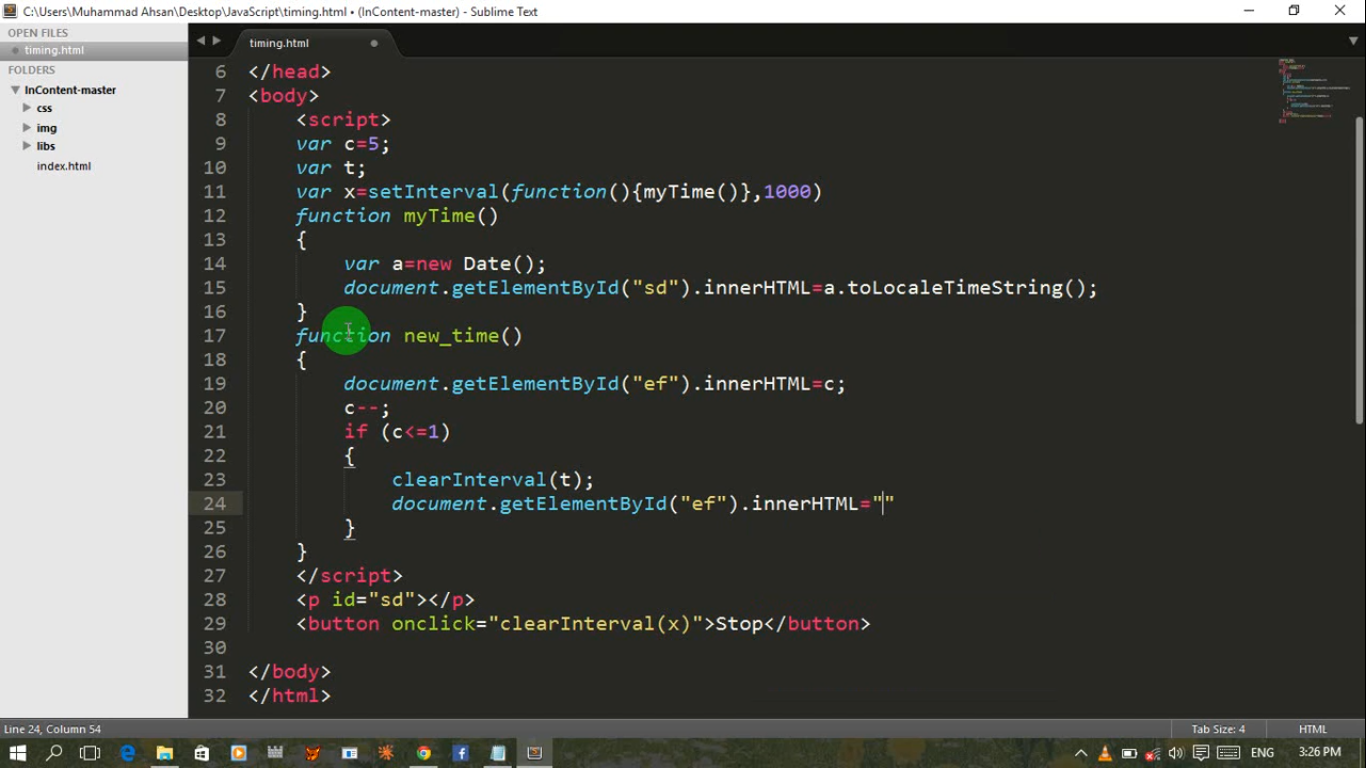 C:\Users\Muhammad Ahsan\Desktop\JavaScript\timing.html • (InContent-master) - Sublime Text
OPEN FILES
timing.html
FOLDERS
InContent-master
css
img
libs
index.html
timing.html
6 </head>
7 <body>
8 <script>
9 var c=5;
10 var t;
11 var x=setInterval(function(){myTime()},1000)
12 function myTime()
13 {
14 var a=new Date();
15 document.getElementById("sd").innerHTML=a.toLocaleTimeString();
16 }
17 function new_time()
18 {
19 document.getElementById("ef").innerHTML=c;
20 c--;
21 if (c<=1)
22 {
23 clearInterval(t);
24 document.getElementById("ef").innerHTML=""
25 }
26 }
27 </script>
28 <p id="sd"></p>
29 <button onclick="clearInterval(x)">Stop</button>
30
31 </body>
32 </html>
Line 24, Column 54
Tab Size: 4
HTML
ENG
3:26 PM